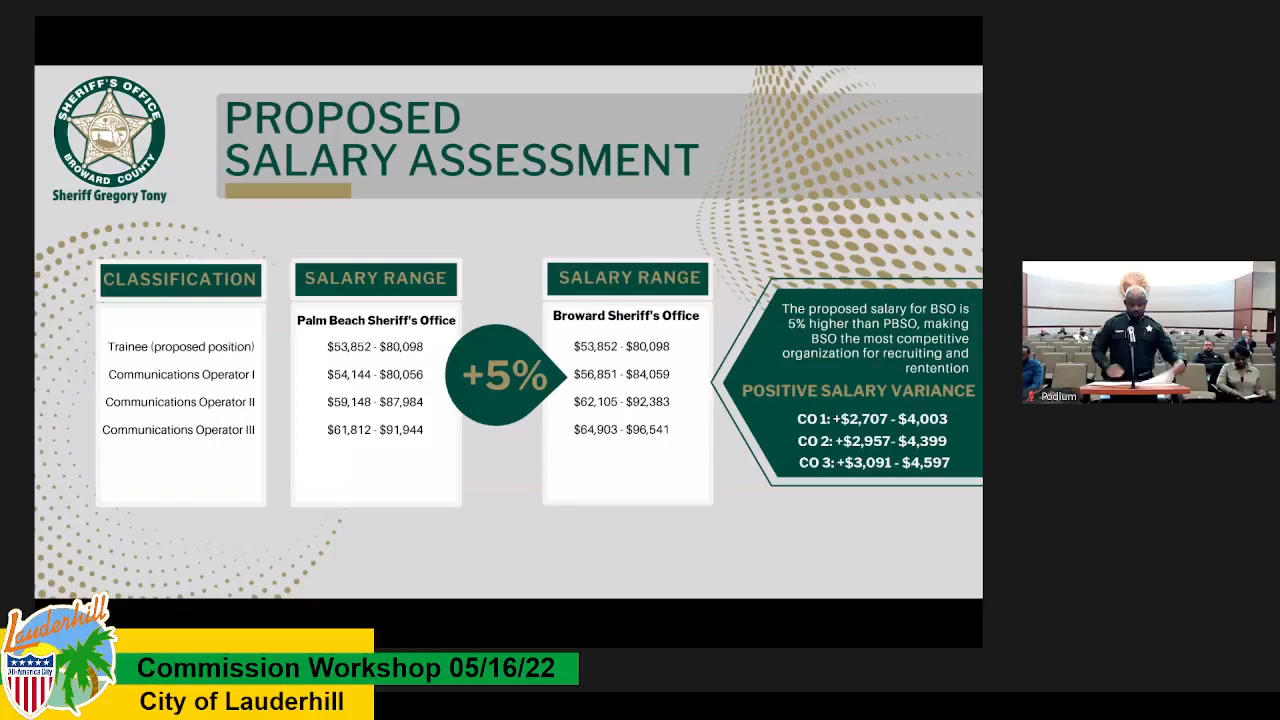 SHERIFF'S OFFICE
BROWARD COUNTY
Sheriff Gregory Tony
PROPOSED
SALARY ASSESSMENT
CLASSIFICATION
Trainee (proposed position)
Communications Operator I
Communications Operator II
Communications Operator III
SALARY RANGE
Palm Beach Sheriff's Office
$53,852 - $80,098
$54,144 - $80,056
$59,148 - $87,984
$61,812 - $91,944
+5%
SALARY RANGE
Broward Sheriff's Office
$53,852 - $80,098
$56,851 - $84,059
$62,105 - $92,383
$64,903 - $96,541
The proposed salary for BSO is
5% higher than PBSO, making
BSO the most competitive
organization for recruiting and
rentention
POSITIVE SALARY VARIANCE
CO 1: +$2,707 - $4,003
CO 2: +$2,957- $4,399
CO 3: +$3,091 - $4,597
Podium
Lauderhill
All-America City
Commission Workshop 05/16/22
City of Lauderhill